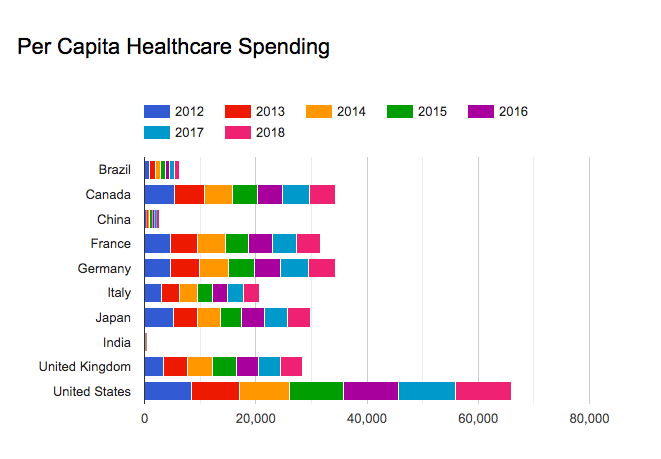 Per Capita Healthcare Spending
2012 2013 2014 2015 2016
2017 2018
Brazil
Canada
China
France
Germany
Italy
Japan
India
United Kingdom
United States
0 20,000 40,000 60,000 80,000